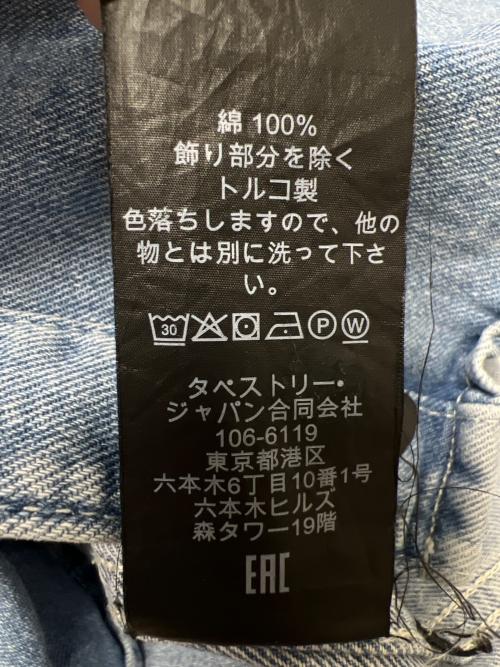 綿 100%
飾り部分を除く
トルコ製
色落ちしますので、他の
物とは別に洗って下さ
い。
30 P W
タペストリー・
ジャパン合同会社
106-6119
東京都港区
六本木6丁目10番1号
六本木ヒルズ
森タワー19階
EAC